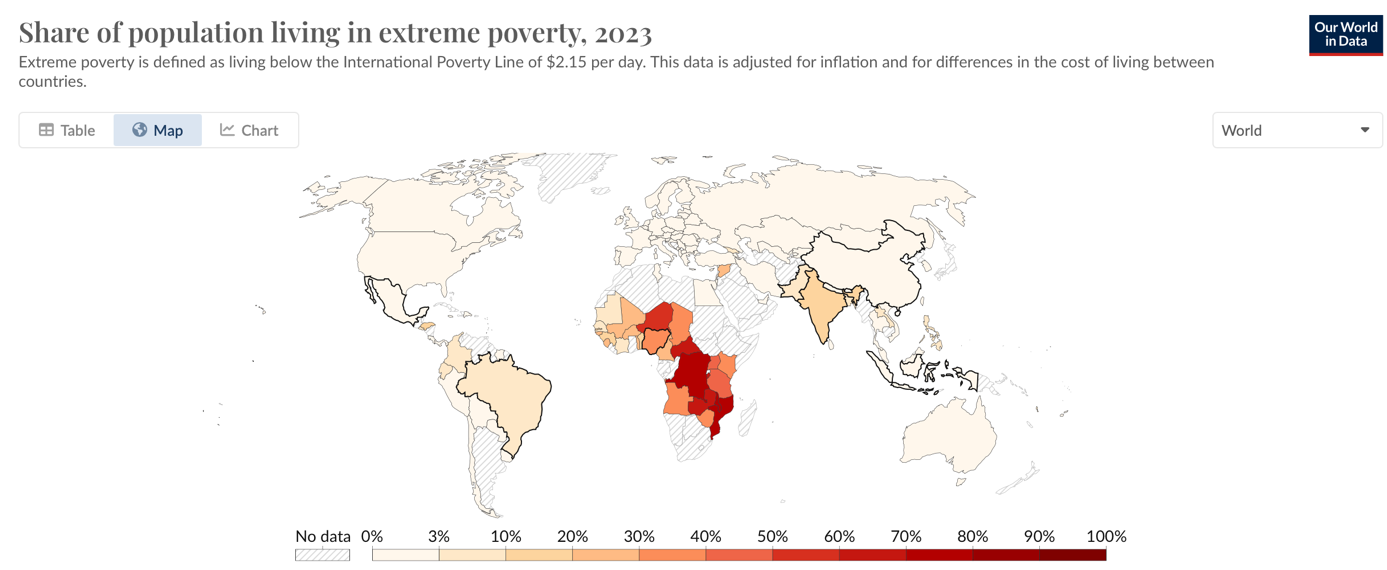 Share of population living in extreme poverty, 2023
Our World
in Data
Extreme poverty is defined as living below the International Poverty Line of $2.15 per day. This data is adjusted for inflation and for differences in the cost of living between
countries.
Table Map Chart
World
No data 0% 3% 10% 20% 30% 40% 50% 60% 70% 80% 90% 100%